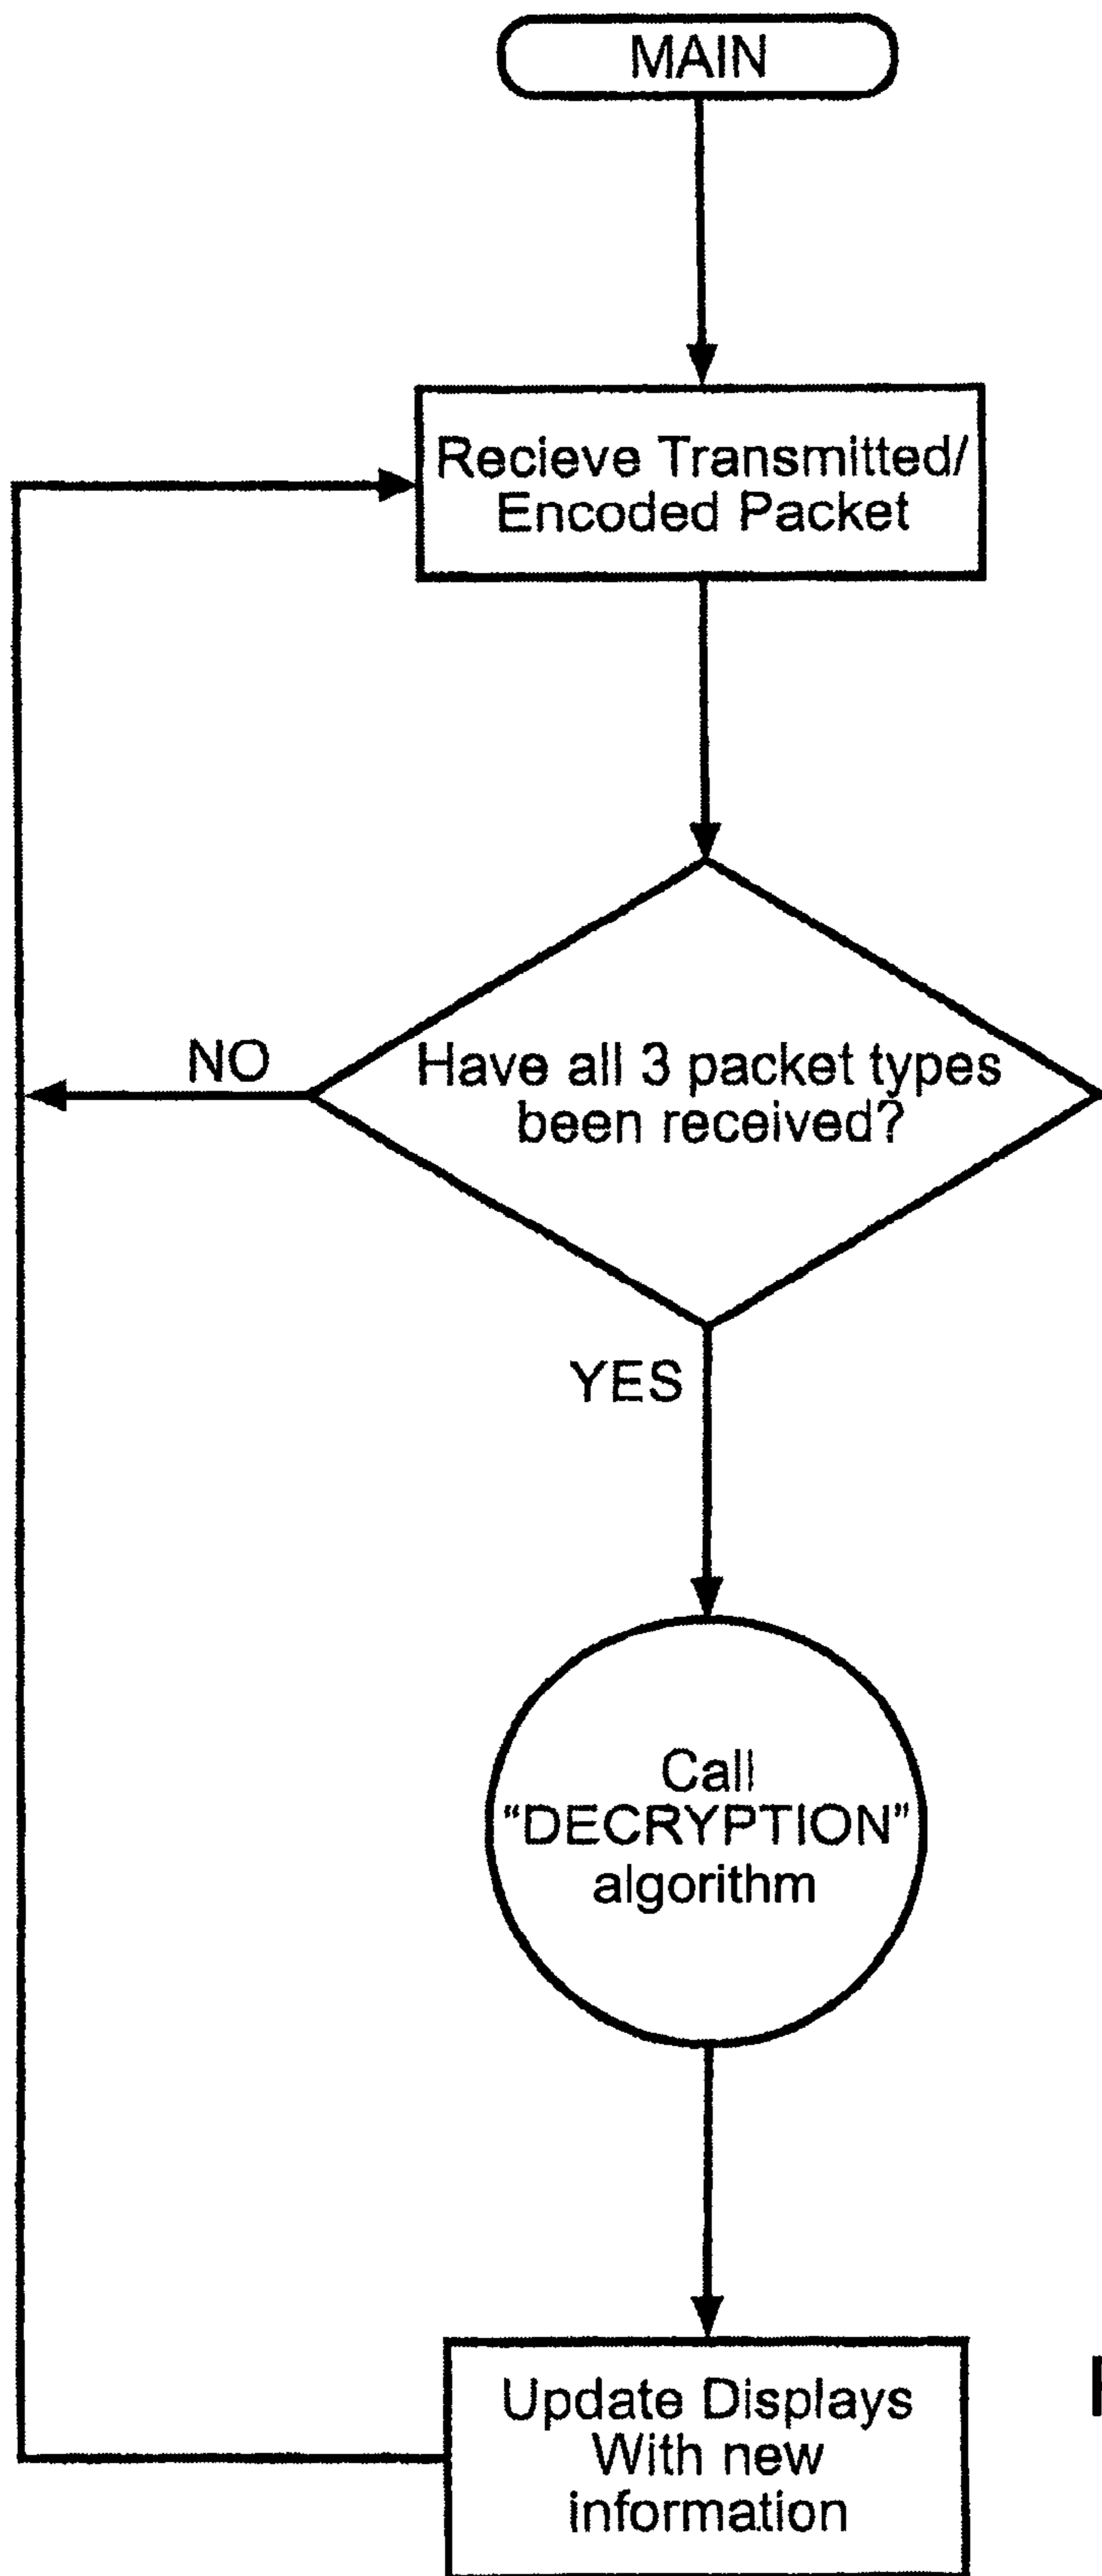 MAIN
Recieve Transmitted/
Encoded Packet
Have all 3 packet types
been received?
NO
YES
Call
“DECRYPTION”
algorithm
Update Displays
With new
information